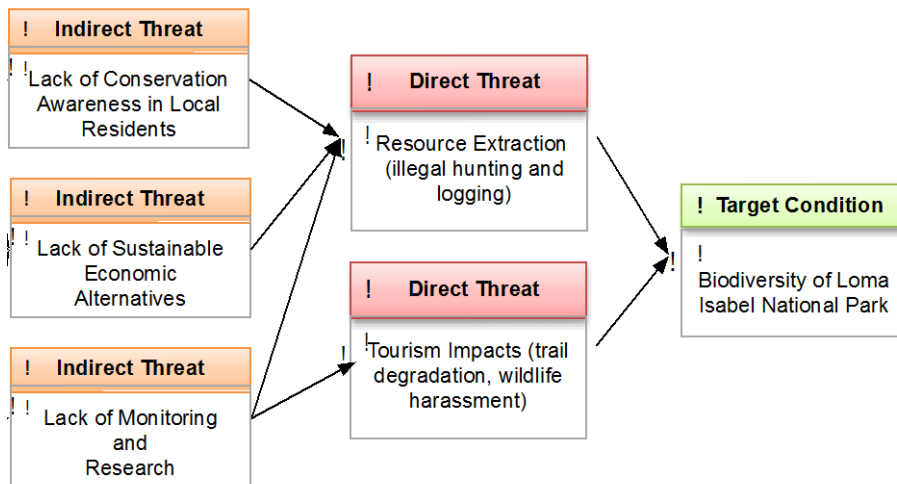 ! Indirect Threat
! ! Lack of Conservation
Awareness in Local
Residents
! Indirect Threat
! ! Lack of Sustainable
Economic
Alternatives
! Indirect Threat
! ! Lack of Monitoring
and
Research
! Direct Threat
! ! Resource Extraction
(illegal hunting and
logging)
! Direct Threat
! ! Tourism Impacts (trail
degradation, wildlife
harassment)
! Target Condition
! !
Biodiversity of Loma
Isabel National Park